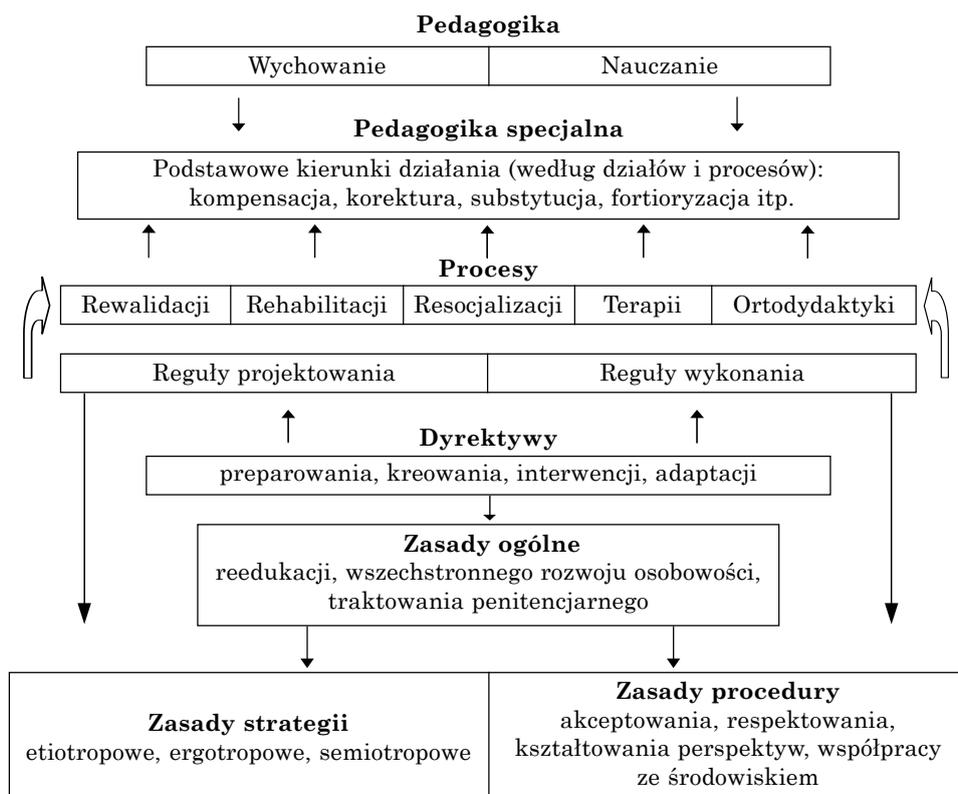 Pedagogika
Wychowanie Nauczanie
Pedagogika specjalna
Podstawowe kierunki działania (według działów i procesów):
kompensacja, korektura, substytucja, fortioryzacja itp.
Procesy
Rewalidacji Rehabilitacji Resocjalizacji Terapii Ortodydaktyki
Reguły projektowania Reguły wykonania
Dyrektywy
preparowania, kreowania, interwencji, adaptacji
Zasady ogólne
reedukacji, wszechstronnego rozwoju osobowości,
traktowania penitencjarnego
Zasady strategii
etiotropowe, ergotropowe, semiotropowe
Zasady procedury
akceptowania, respektowania,
kształtowania perspektyw, współpracy
ze środowiskiem